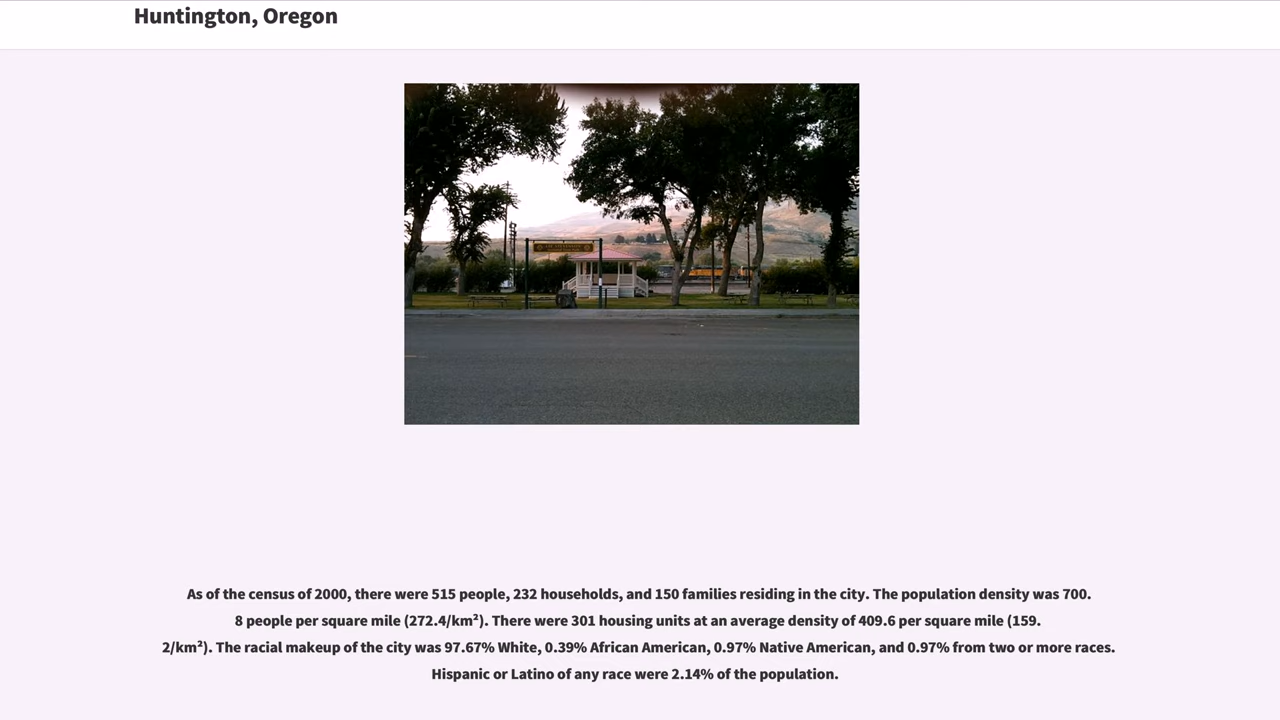 Huntington, Oregon
As of the census of 2000, there were 515 people, 232 households, and 150 families residing in the city. The population density was 700.
8 people per square mile (272.4/km²). There were 301 housing units at an average density of 409.6 per square mile (159.
2/km²). The racial makeup of the city was 97.67% White, 0.39% African American, 0.97% Native American, and 0.97% from two or more races.
Hispanic or Latino of any race were 2.14% of the population.